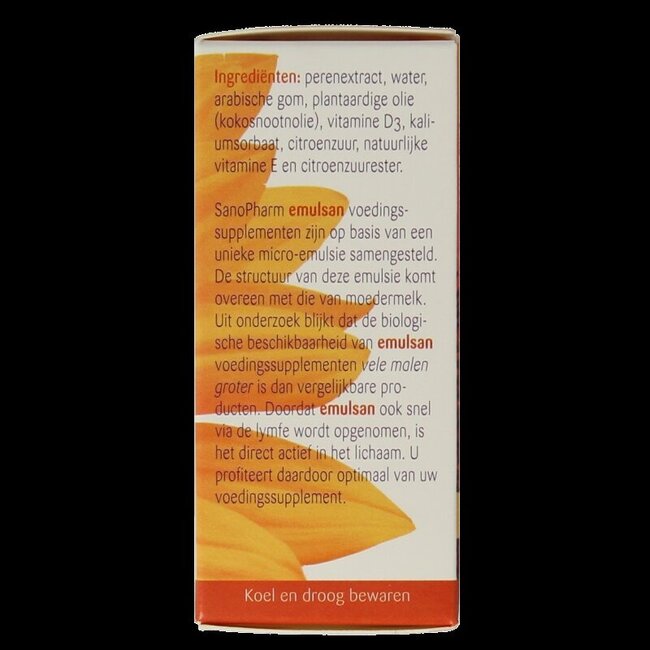 Ingrediënten: perenextract, water,
arabische gom, plantaardige olie
(kokosnootnolie), vitamine D3, kali-
umsorbaat, citroenzuur, natuurlijke
vitamine E en citroenzuurester.
SanoPharm emulsan voedings-
supplementen zijn op basis van een
unieke micro-emulsie samengesteld.
De structuur van deze emulsie komt
overeen met die van moedermelk.
Uit onderzoek blijkt dat de biologi-
sche beschikbaarheid van emulsan
voedingssupplementen vele malen
groter is dan vergelijkbare pro-
ducten. Doordat emulsan ook snel
via de lymfe wordt opgenomen, is
het direct actief in het lichaam. U
profiteert daardoor optimaal van uw
voedingssupplement.
Koel en droog bewaren